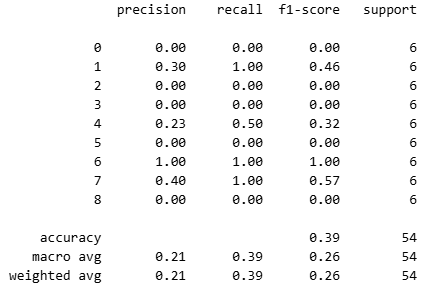 precision recall f1-score support
0 0.00 0.00 0.00 6
1 0.30 1.00 0.46 6
2 0.00 0.00 0.00 6
3 0.00 0.00 0.00 6
4 0.23 0.50 0.32 6
5 0.00 0.00 0.00 6
6 1.00 1.00 1.00 6
7 0.40 1.00 0.57 6
8 0.00 0.00 0.00 6
accuracy 0.39 54
macro avg 0.21 0.39 0.26 54
weighted avg 0.21 0.39 0.26 54